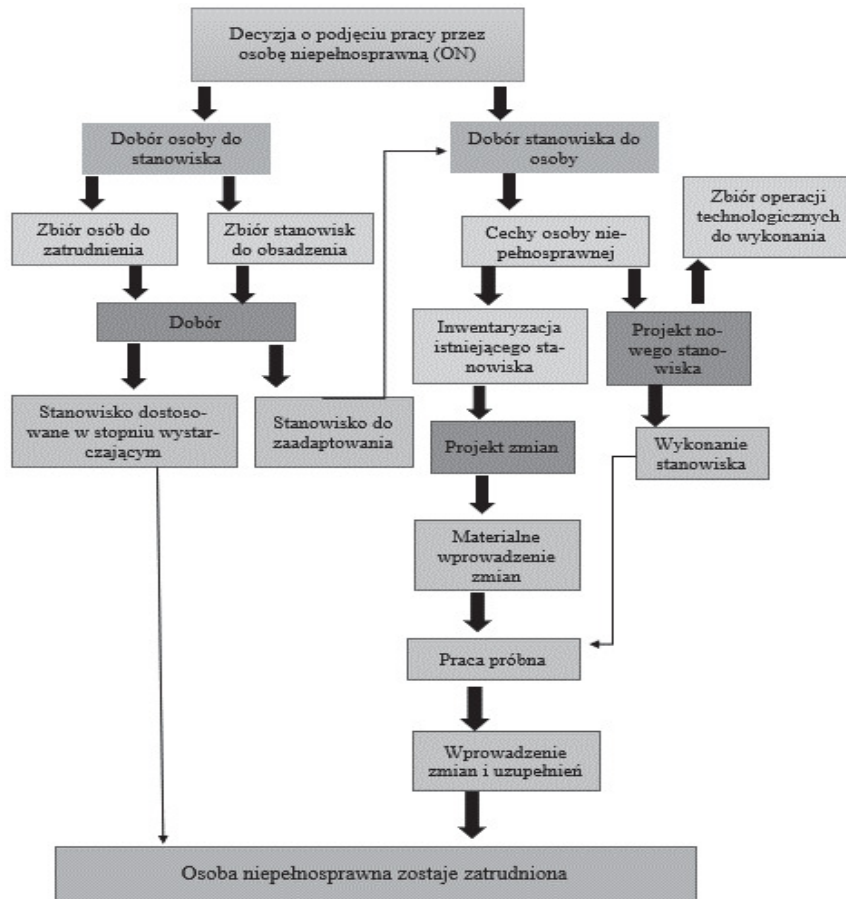 Decyzja o podjęciu pracy przez
osobę niepełnosprawną (ON)
Dobór osoby do
stanowiska
Dobór stanowiska do
osoby
Zbiór osób do
zatrudnienia
Zbiór stanowisk
do obsadzenia
Cechy osoby nie-
pełnosprawnej
Zbiór operacji
technologicznych
do wykonania
Dobór
Inwentaryzacja
istniejącego sta-
nowiska
Projekt no-
wego stano-
wiska
Stanowisko dostoso-
wane w stopniu wystar-
czającym
Stanowisko do
zaadaptowania
Projekt zmian
Wykonanie
stanowiska
Materialne
wprowadzenie
zmian
Praca próbna
Wprowadzenie
zmian i uzupełnień
Osoba niepełnosprawna zostaje zatrudniona